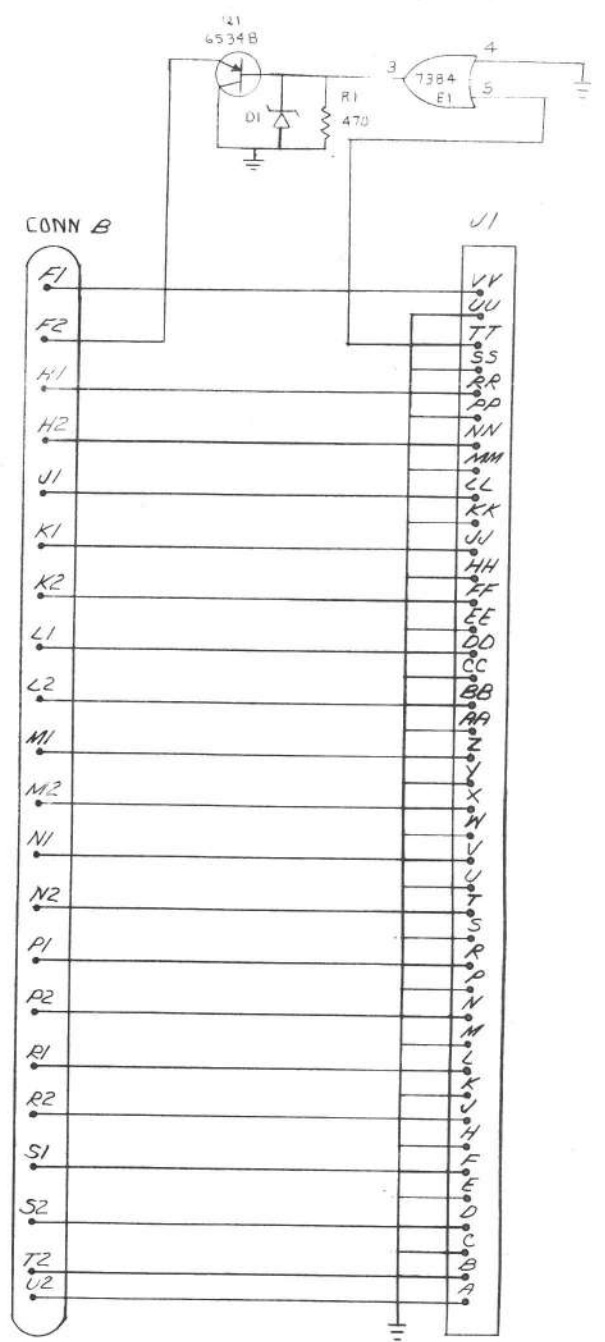 Q1
6534B
D1
R1
470
3
7384
E1
4
5
CONN B
J1
F1
F2
H1
H2
J1
K1
K2
L1
L2
M1
M2
N1
N2
P1
P2
R1
R2
S1
S2
T2
U2
VV
UU
TT
SS
RR
PP
NN
MM
LL
KK
JJ
HH
FF
EE
DD
CC
BB
AA
Z
Y
X
W
V
U
T
S
R
P
N
M
L
K
J
H
F
E
D
C
B
A